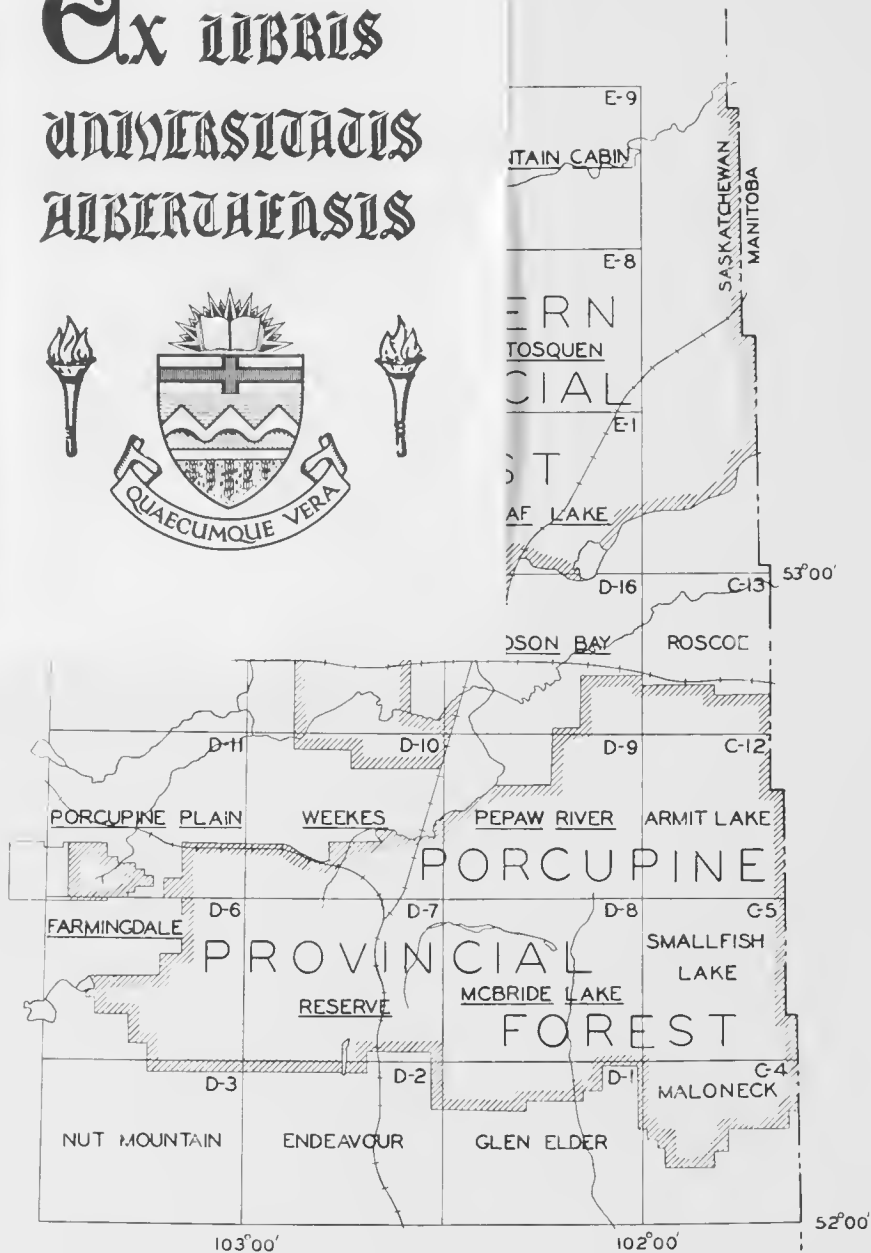 Ex LIBRIS
UNIVERSITATIS
ALBERTAENSIS
QUAECUMQUE VERA
E-9
NTAIN CABIN
SASKATCHEWAN
MANITOBA
E-8
ERN
TOSQUEN
CIAL
E-1
ST
AF LAKE
53°00'
D-16
C-13
DSON BAY
ROSCOE
D-11
D-10
D-9
C-12
PORCUPINE PLAIN
WEEKES
PEPAW RIVER
ARMIT LAKE
PORCUPINE
D-6
D-7
D-8
C-5
FARMINGDALE
SMALLFISH
LAKE
PROVINCIAL
RESERVE
MCBRIDE LAKE
FOREST
D-3
D-2
D-1
C-4
MALONECK
NUT MOUNTAIN
ENDEAVOUR
GLEN ELDER
52°00'
103°00'
102°00'